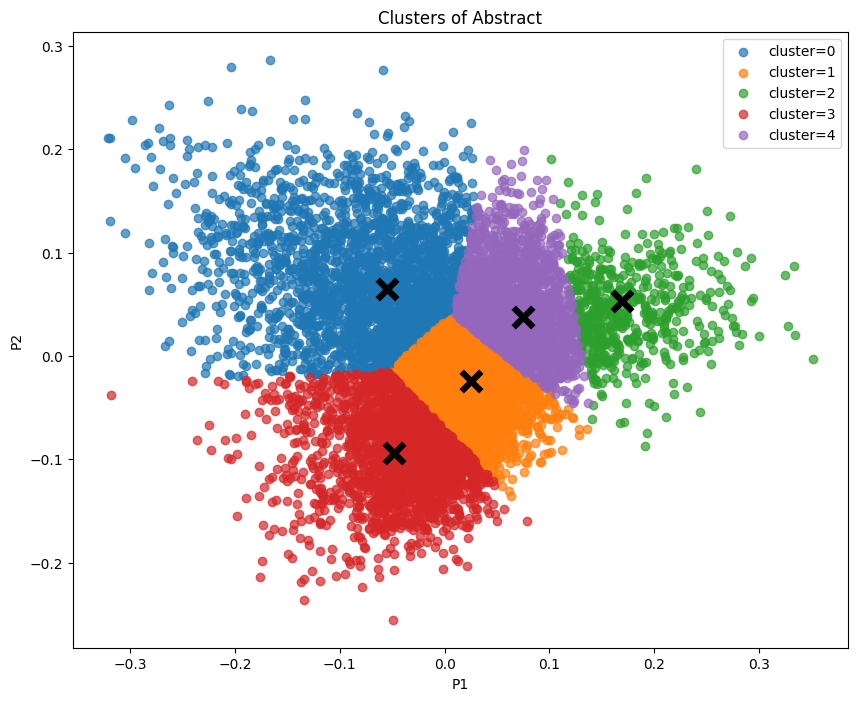 Clusters of Abstract
cluster=0
cluster=1
cluster=2
cluster=3
cluster=4
0.3
0.2
0.1
0.0
−0.1
−0.2
P2
−0.3
−0.2
−0.1
0.0
0.1
0.2
0.3
P1